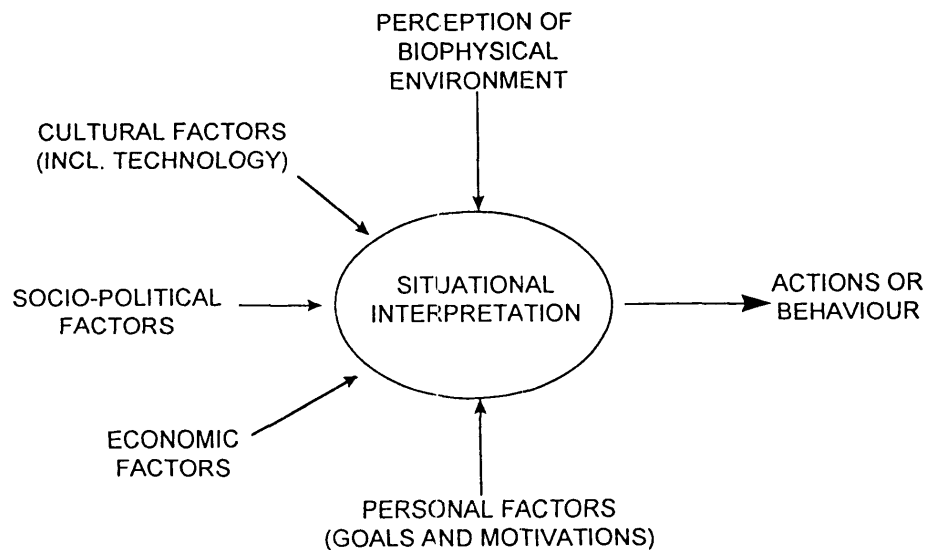 PERCEPTION OF
BIOPHYSICAL
ENVIRONMENT
CULTURAL FACTORS
(INCL. TECHNOLOGY)
SITUATIONAL
INTERPRETATION
ACTIONS OR
BEHAVIOUR
SOCIO-POLITICAL
FACTORS
ECONOMIC
FACTORS
PERSONAL FACTORS
(GOALS AND MOTIVATIONS)